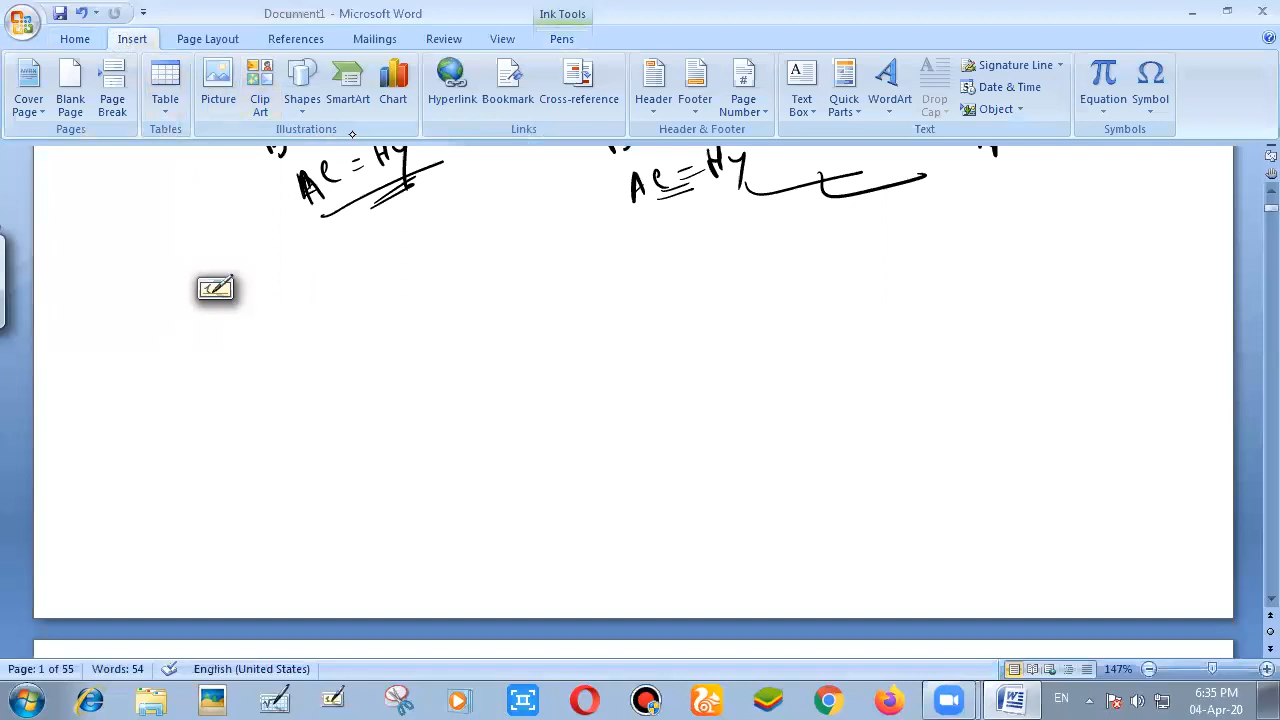 Document1 - Microsoft Word
Ink Tools
Home
Insert
Page Layout
References
Mailings
Review
View
Pens
Cover Page
Blank Page
Page Break
Table
Picture
Clip Art
Shapes
SmartArt
Chart
Hyperlink
Bookmark
Cross-reference
Header
Footer
Page Number
Text Box
Quick Parts
WordArt
Drop Cap
Signature Line
Date & Time
Object
Equation
Symbol
Pages
Tables
Illustrations
Links
Header & Footer
Text
Symbols
Ae = Hy
Ae = Hy
Page: 1 of 55
Words: 54
English (United States)
147%
EN
6:35 PM
04-Apr-20